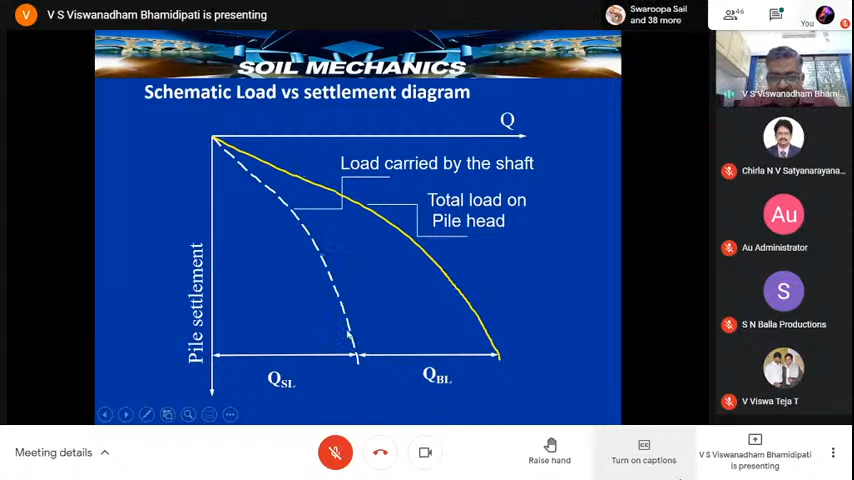 V
V S Viswanadham Bhamidipati is presenting
Swaroopa Sail
and 38 more
46
You
SOIL MECHANICS
Schematic Load vs settlement diagram
Q
Load carried by the shaft
Total load on
Pile head
Pile settlement
QSL
QBL
V S Viswanadham Bhami...
Chirla N V Satyanarayana...
Au
Au Administrator
S
S N Balla Productions
V Viswa Teja T
Meeting details
Raise hand
Turn on captions
V S Viswanadham Bhamidipati
is presenting